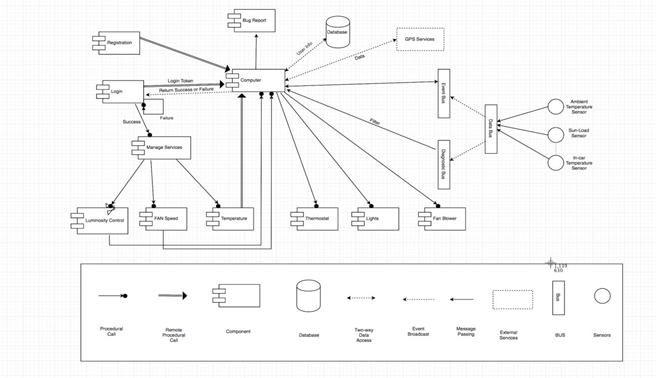 Bug Report
Registration
Database
GPS Services
User Info
Data
Computer
Login Token
Return Success or Failure
Login
Success
Failure
Manage Services
Event Bus
Filter
Diagnostic Bus
Data Bus
Ambient
Temperature
Sensor
Sun-Load
Sensor
In-car
Temperature
Sensor
Luminosity Control
FAN Speed
Temperature
Thermostat
Lights
Fan Blower
1,119
630
Bus
Procedural
Call
Remote
Procedural
Call
Component
Database
Two-way
Data
Access
Event
Broadcast
Message
Passing
External
Services
BUS
Sensors